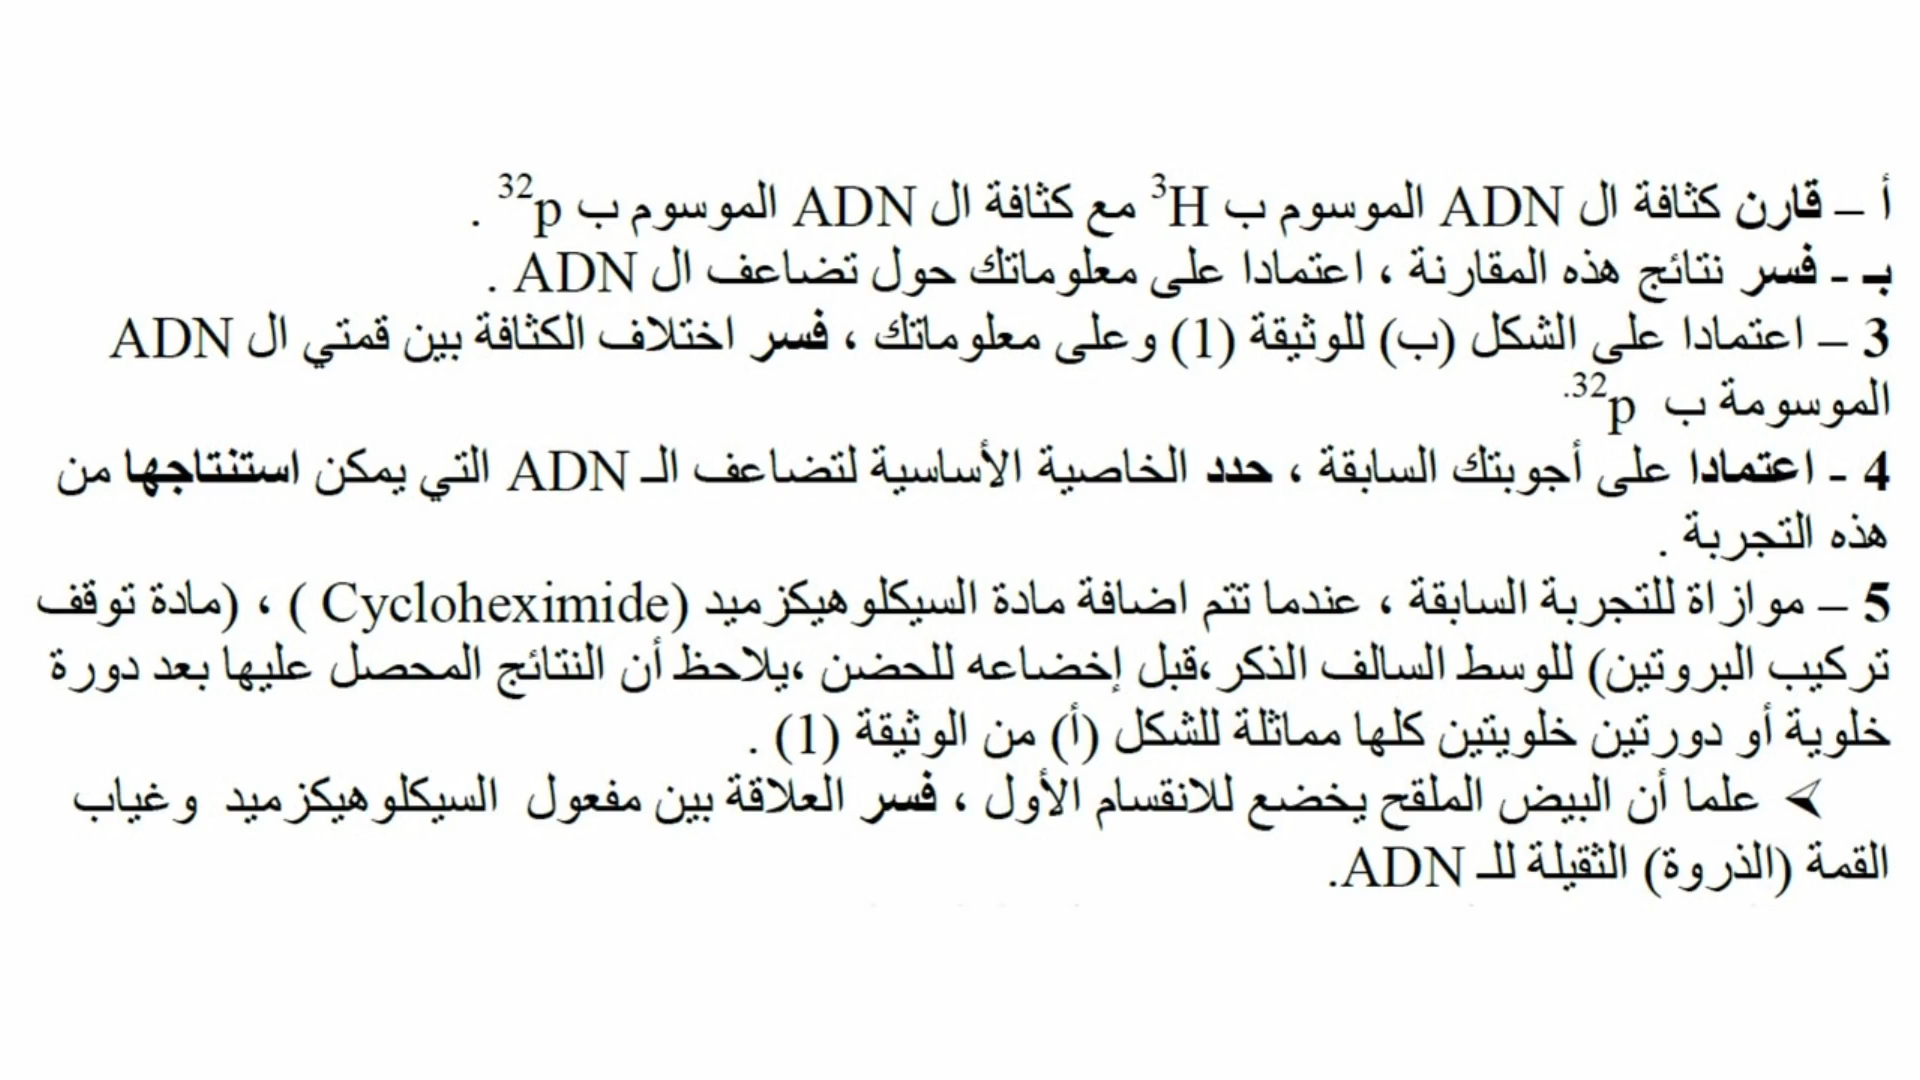 أ – قارن كثافة ال ADN الموسوم ب ³H مع كثافة ال ADN الموسوم ب ³²p .
بـ - فسر نتائج هذه المقارنة ، اعتمادا على معلوماتك حول تضاعف ال ADN .
3 – اعتمادا على الشكل (ب) للوثيقة (1) وعلى معلوماتك ، فسر اختلاف الكثافة بين قمتي ال ADN
الموسومة ب ³²p.
4 - اعتمادا على أجوبتك السابقة ، حدد الخاصية الأساسية لتضاعف الـ ADN التي يمكن استنتاجها من
هذه التجربة .
5 – موازاة للتجربة السابقة ، عندما تتم اضافة مادة السيكلوهيكزميد (Cycloheximide ) ، (مادة توقف
تركيب البروتين) للوسط السالف الذكر،قبل إخضاعه للحضن ،يلاحظ أن النتائج المحصل عليها بعد دورة
خلوية أو دورتين خلويتين كلها مماثلة للشكل (أ) من الوثيقة (1) .
➢ علما أن البيض الملقح يخضع للانقسام الأول ، فسر العلاقة بين مفعول السيكلوهيكزميد وغياب
القمة (الذروة) الثقيلة للـ ADN.